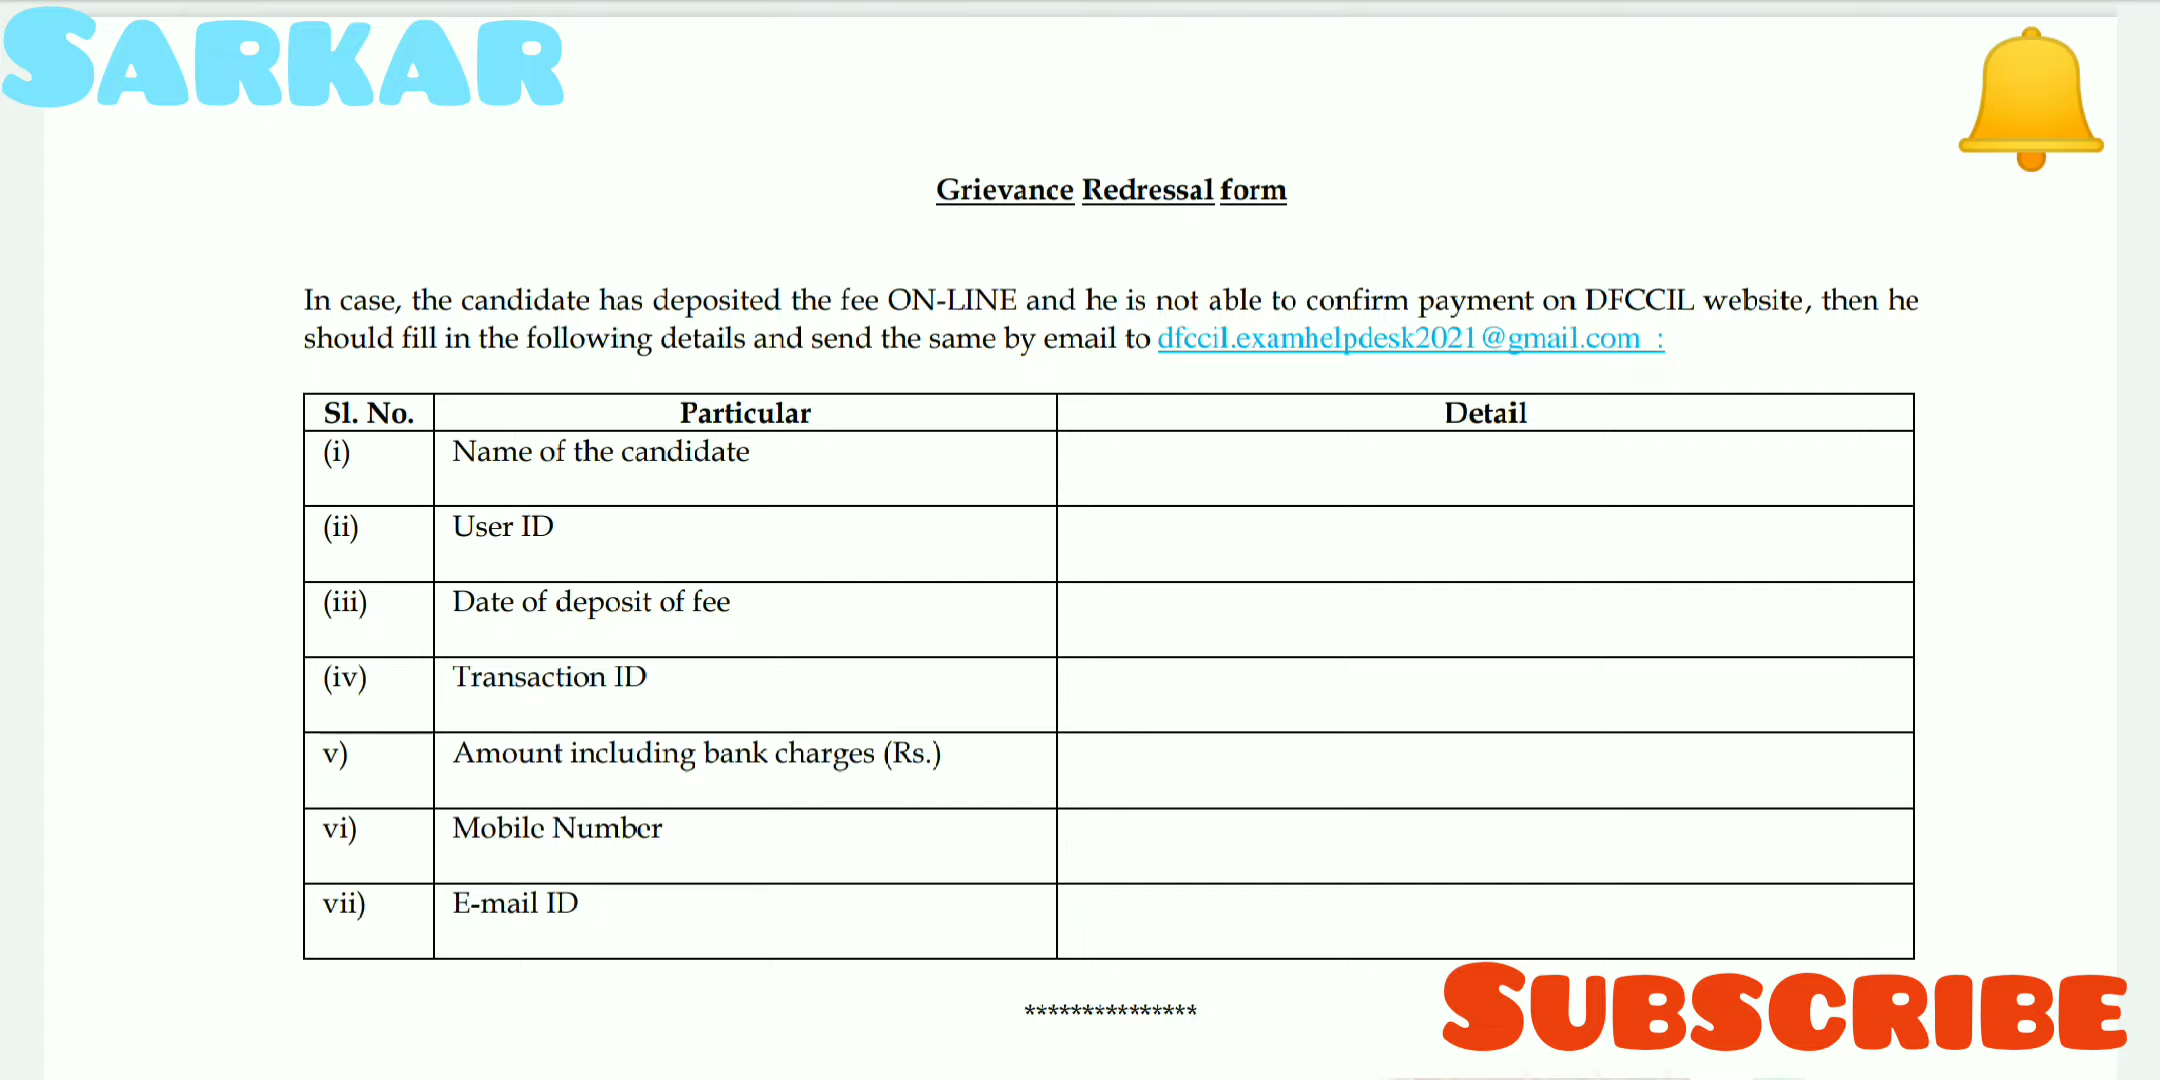 SARKAR
Grievance Redressal form
In case, the candidate has deposited the fee ON-LINE and he is not able to confirm payment on DFCCIL website, then he
should fill in the following details and send the same by email to dfccil.examhelpdesk2021@gmail.com :
Sl. No. Particular Detail
(i) Name of the candidate
(ii) User ID
(iii) Date of deposit of fee
(iv) Transaction ID
v) Amount including bank charges (Rs.)
vi) Mobile Number
vii) E-mail ID
***************
SUBSCRIBE